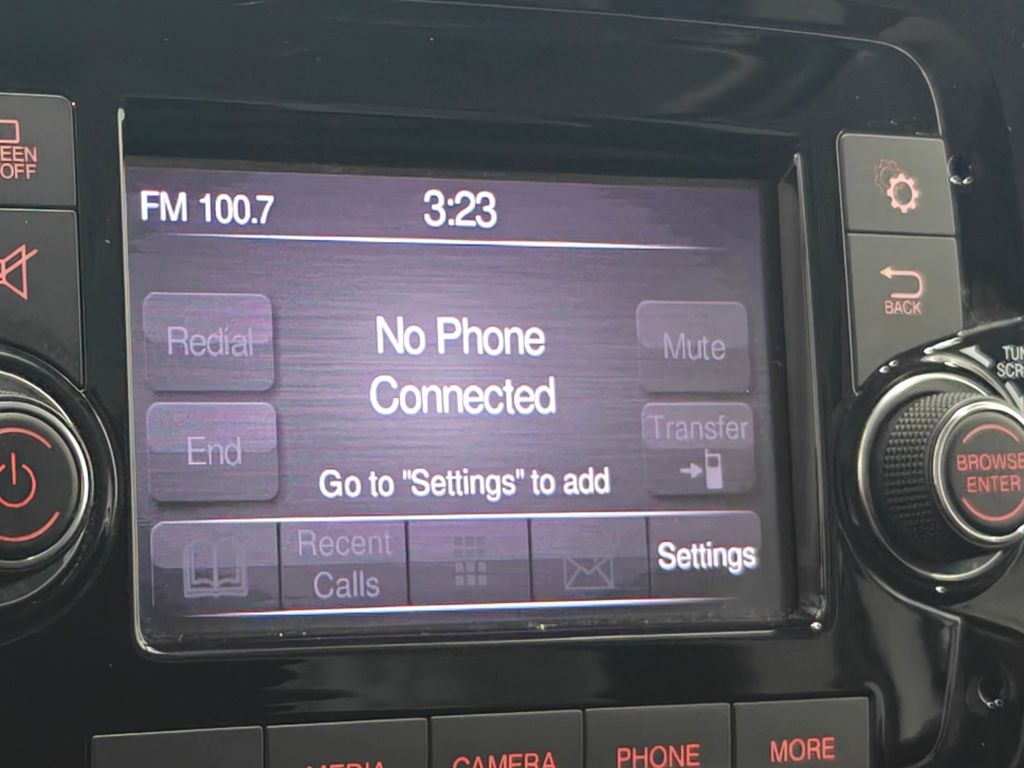 FM 100.7
3:23
Redial
No Phone
Connected
Mute
End
Transfer
Go to "Settings" to add
Recent
Calls
Settings
OFF
BACK
BROWSE
ENTER
MEDIA
CAMERA
PHONE
MORE